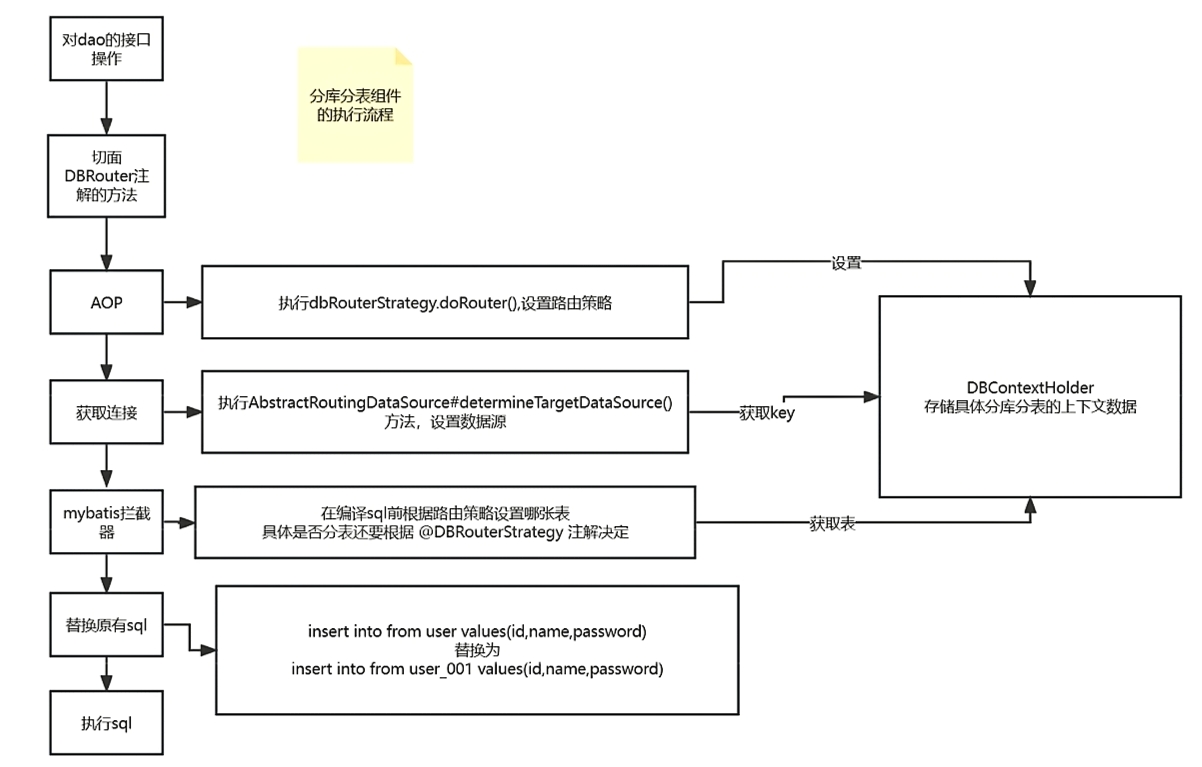 对dao的接口
操作
分库分表组件
的执行流程
切面
DBRouter注
解的方法
AOP
执行dbRouterStrategy.doRouter(),设置路由策略
设置
获取连接
执行AbstractRoutingDataSource#determineTargetDataSource()
方法，设置数据源
获取key
DBContextHolder
存储具体分库分表的上下文数据
mybatis拦截
器
在编译sql前根据路由策略设置哪张表
具体是否分表还要根据 @DBRouterStrategy 注解决定
获取表
替换原有sql
insert into from user values(id,name,password)
替换为
insert into from user_001 values(id,name,password)
执行sql